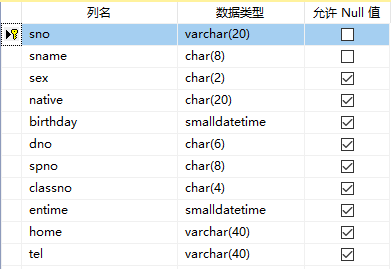 列名 数据类型 允许 Null 值
sno varchar(20)
sname char(8)
sex char(2)
native char(20)
birthday smalldatetime
dno char(6)
spno char(8)
classno char(4)
entime smalldatetime
home varchar(40)
tel varchar(40)